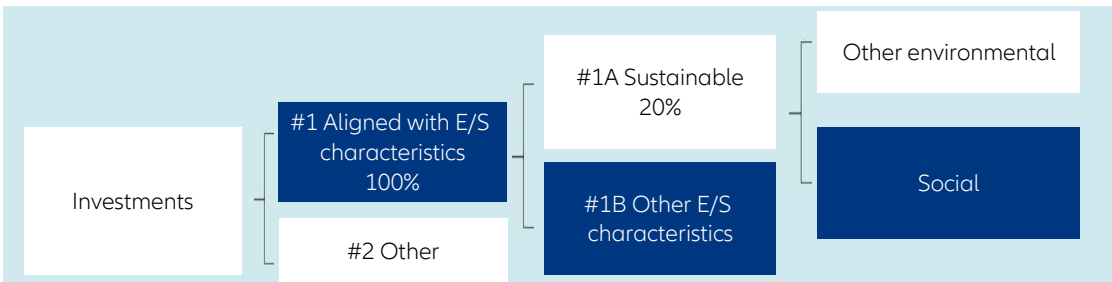 Investments
#1 Aligned with E/S
characteristics
100%
#2 Other
#1A Sustainable
20%
#1B Other E/S
characteristics
Other environmental
Social